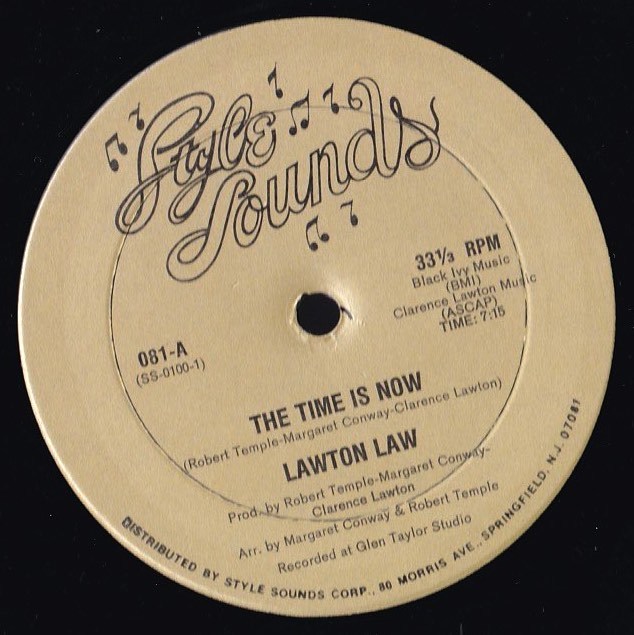 Style
Sounds
33⅓ RPM
Black Ivy Music
(BMI)
Clarence Lawton Music
(ASCAP)
TIME: 7:15
081-A
(SS-0100-1)
THE TIME IS NOW
(Robert Temple-Margaret Conway-Clarence Lawton)
LAWTON LAW
Prod. by Robert Temple-Margaret Conway-
Clarence Lawton
Arr. by Margaret Conway & Robert Temple
Recorded at Glen Taylor Studio
DISTRIBUTED BY STYLE SOUNDS CORP., 80 MORRIS AVE., SPRINGFIELD, N.J. 07081